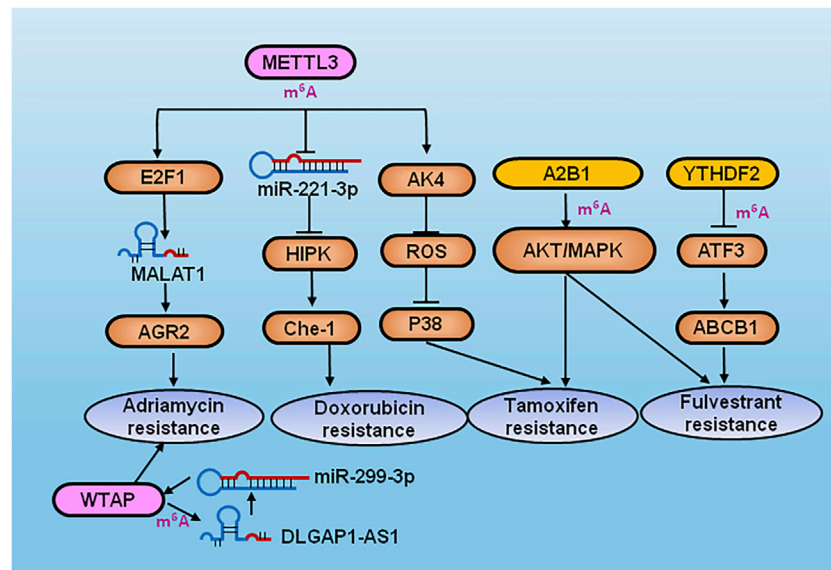 METTL3
m⁶A
E2F1
miR-221-3p
AK4
A2B1
YTHDF2
m⁶A
m⁶A
MALAT1
HIPK
ROS
AKT/MAPK
ATF3
AGR2
Che-1
P38
ABCB1
Adriamycin
resistance
Doxorubicin
resistance
Tamoxifen
resistance
Fulvestrant
resistance
WTAP
miR-299-3p
m⁶A
DLGAP1-AS1